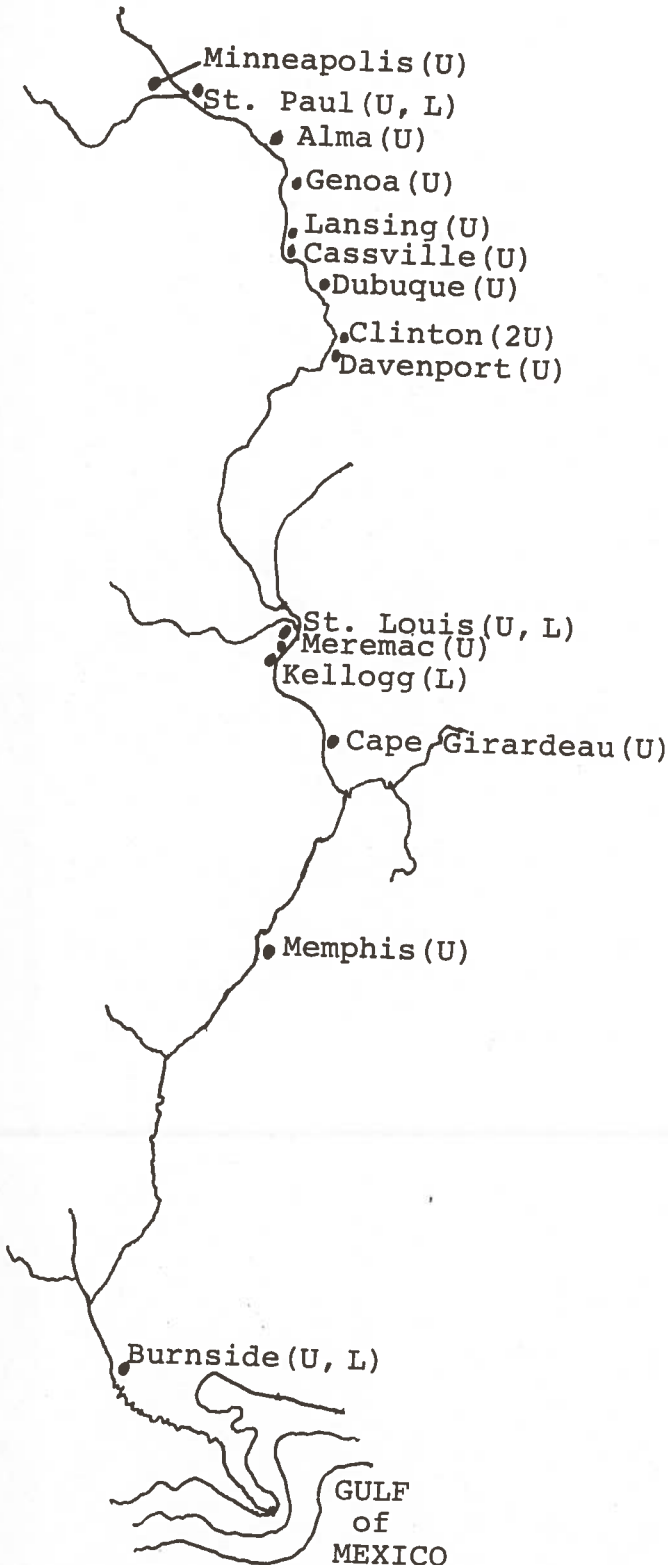 Minneapolis (U)
St. Paul (U, L)
Alma (U)
Genoa (U)
Lansing (U)
Cassville (U)
Dubuque (U)
Clinton (2U)
Davenport (U)
St. Louis (U, L)
Meremac (U)
Kellogg (L)
Cape Girardeau (U)
Memphis (U)
Burnside (U, L)
GULF
of
MEXICO